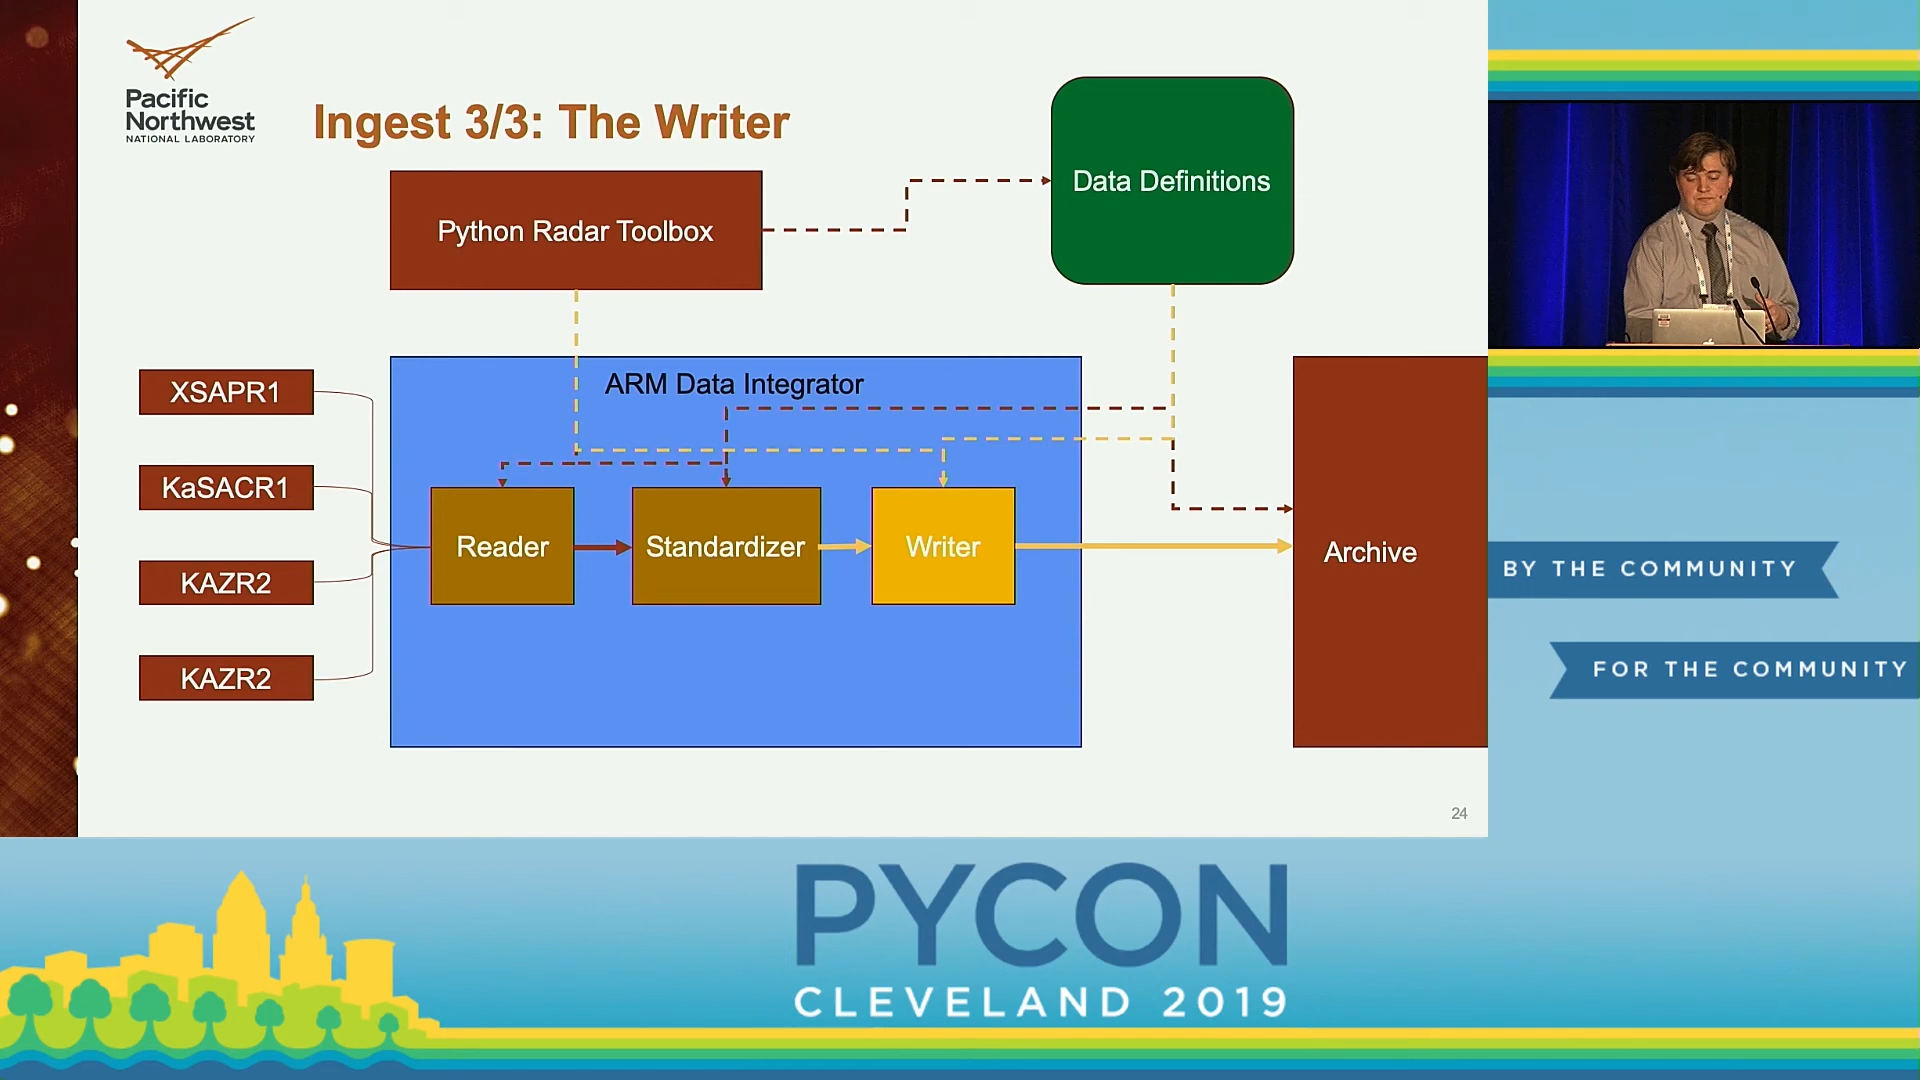 Pacific
Northwest
NATIONAL LABORATORY
Ingest 3/3: The Writer
Python Radar Toolbox
Data Definitions
ARM Data Integrator
XSAPR1
KaSACR1
KAZR2
KAZR2
Reader
Standardizer
Writer
Archive
24
BY THE COMMUNITY
FOR THE COMMUNITY
PYCON
CLEVELAND 2019